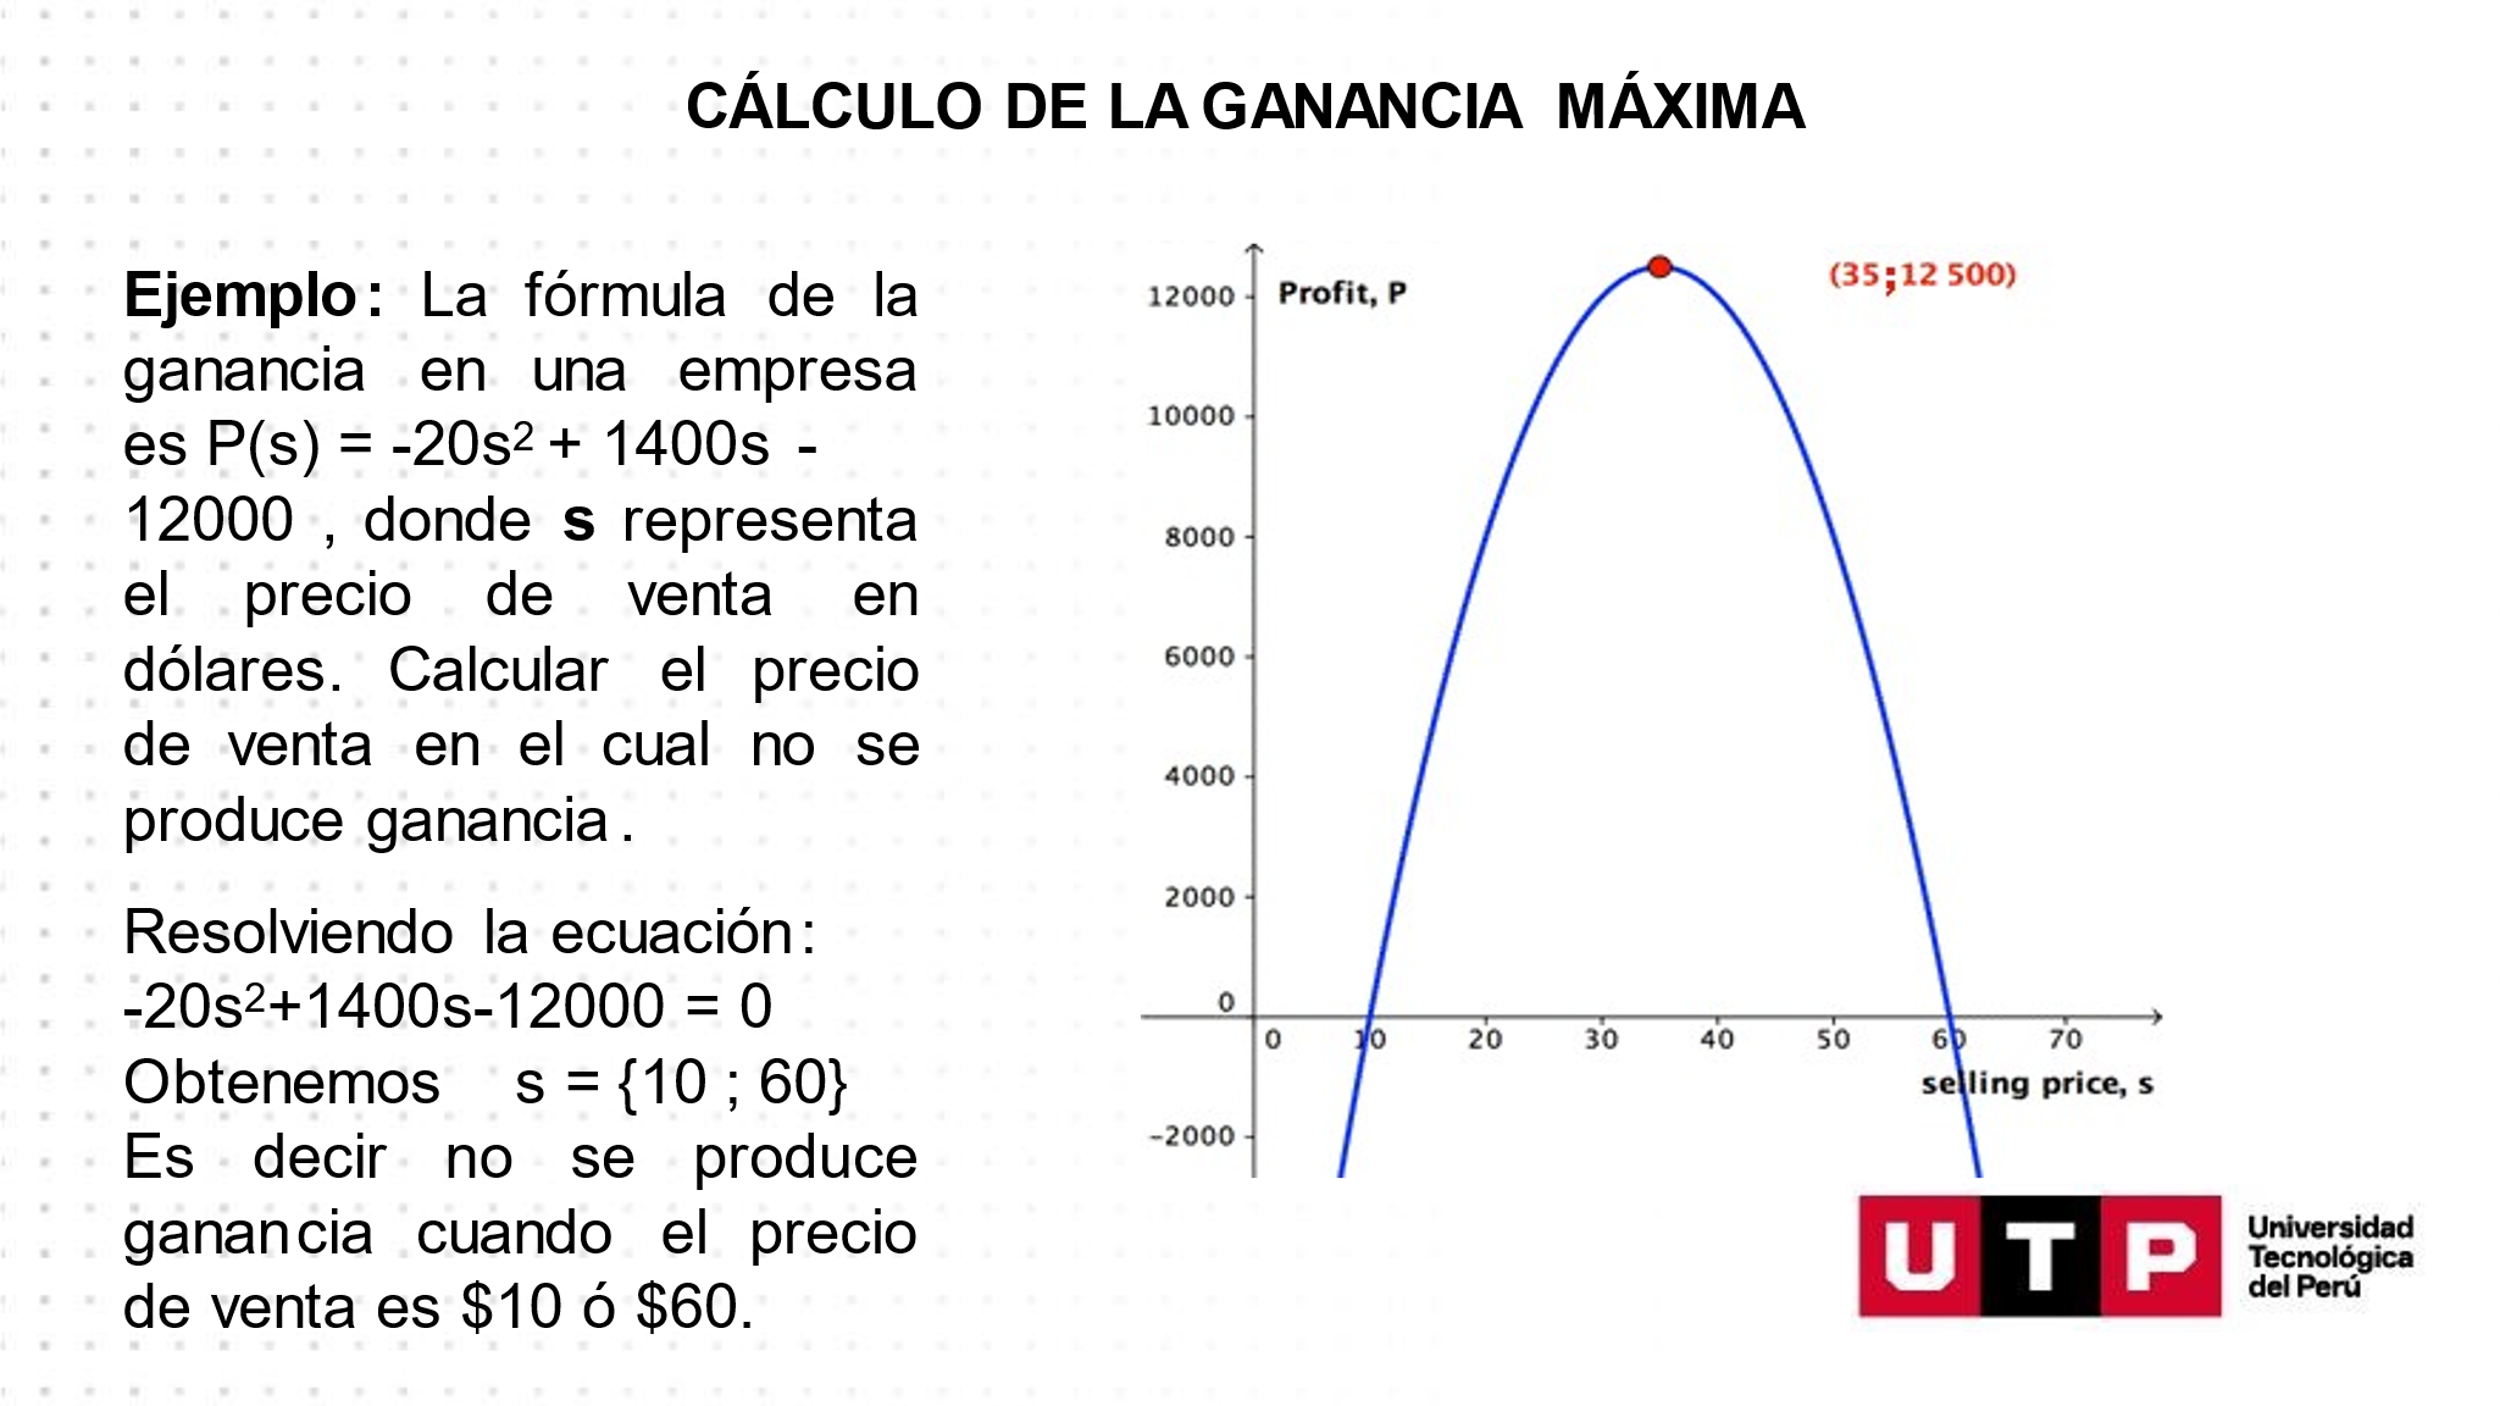 CÁLCULO DE LA GANANCIA MÁXIMA
Ejemplo: La fórmula de la
ganancia en una empresa
es P(s) = -20s² + 1400s -
12000 , donde s representa
el precio de venta en
dólares. Calcular el precio
de venta en el cual no se
produce ganancia.
Resolviendo la ecuación:
-20s²+1400s-12000 = 0
Obtenemos s = {10 ; 60}
Es decir no se produce
ganancia cuando el precio
de venta es $10 ó $60.
Profit, P
(35;12 500)
12000
10000
8000
6000
4000
2000
0
-2000
0 10 20 30 40 50 60 70
selling price, s
UTP
Universidad
Tecnológica
del Perú